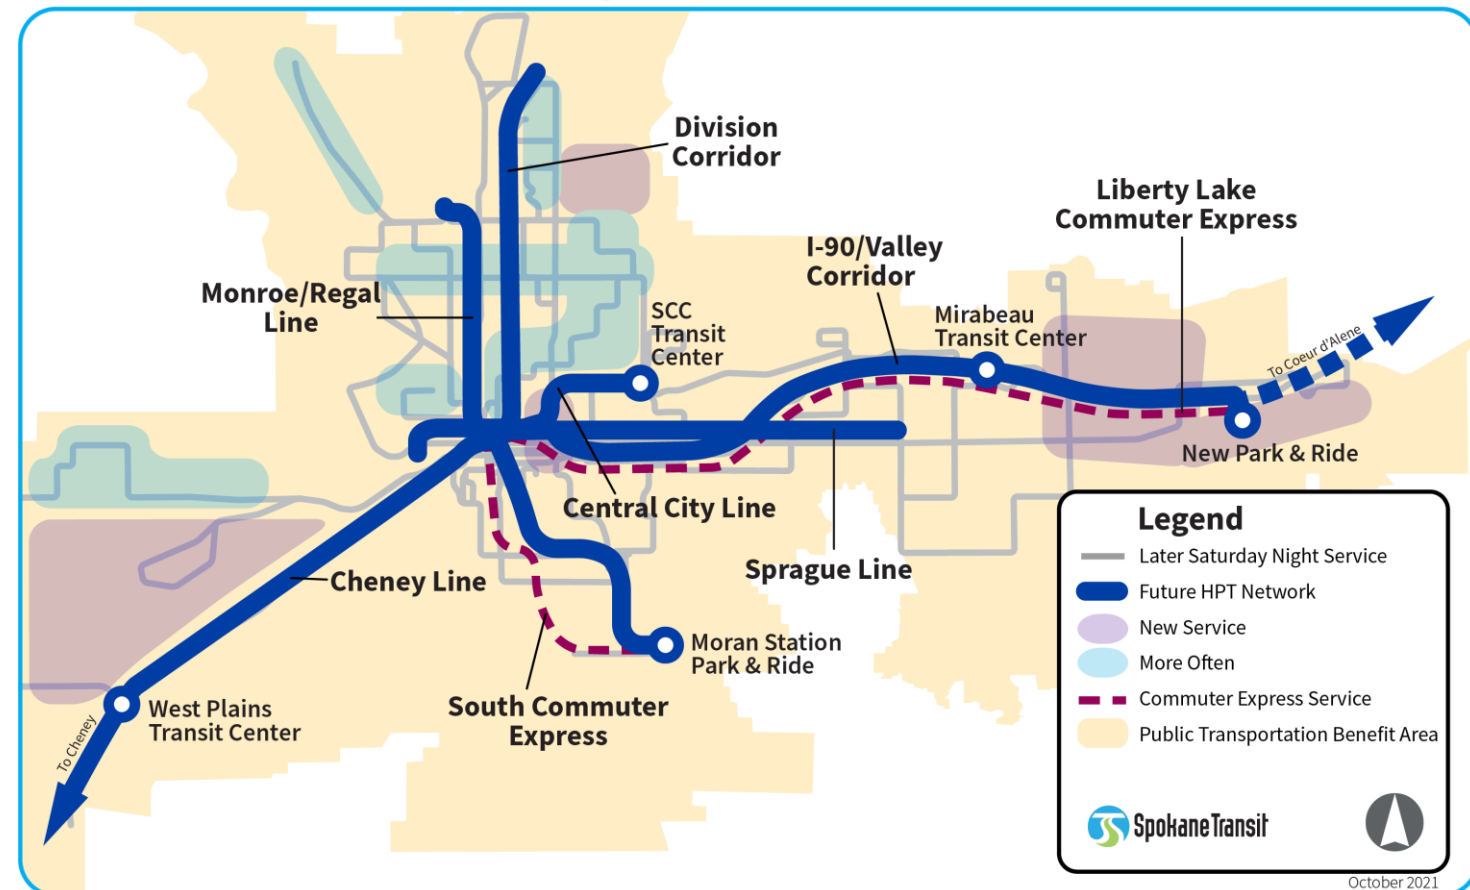 Division
Corridor
Liberty Lake
Commuter Express
I-90/Valley
Corridor
Monroe/Regal
Line
SCC
Transit
Center
Mirabeau
Transit Center
To Coeur d'Alene
New Park & Ride
Central City Line
Sprague Line
Cheney Line
Moran Station
Park & Ride
South Commuter
Express
West Plains
Transit Center
To Cheney
Legend
Later Saturday Night Service
Future HPT Network
New Service
More Often
Commuter Express Service
Public Transportation Benefit Area
SpokaneTransit
October 2021